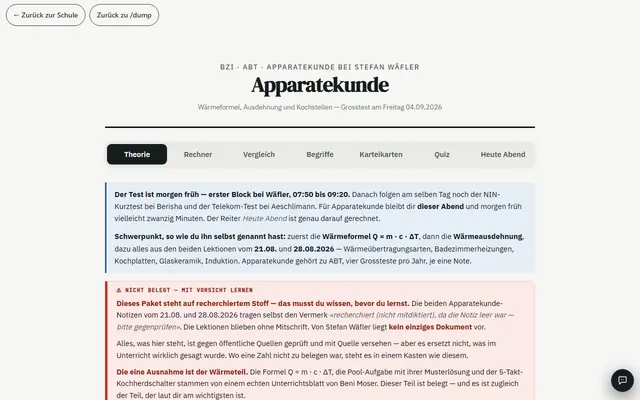 ← Zurück zur Schule
Zurück zu /dump
BZI · ABT · APPARATEKUNDE BEI STEFAN WÄFLER
Apparatekunde
Wärmeformel, Ausdehnung und Kochstellen — Grosstest am Freitag 04.09.2026
Theorie
Rechner
Vergleich
Begriffe
Karteikarten
Quiz
Heute Abend
Der Test ist morgen früh — erster Block bei Wäfler, 07:50 bis 09:20. Danach folgen am selben Tag noch der NIN-
Kurztest bei Berisha und der Telekom-Test bei Aeschlimann. Für Apparatekunde bleibt dir dieser Abend und morgen früh
vielleicht zwanzig Minuten. Der Reiter Heute Abend ist genau darauf gerechnet.
Schwerpunkt, so wie du ihn selbst genannt hast: zuerst die Wärmeformel Q = m · c · ΔT, dann die Wärmeausdehnung,
dazu alles aus den beiden Lektionen vom 21.08. und 28.08.2026 — Wärmeübertragungsarten, Badezimmerheizungen,
Kochplatten, Glaskeramik, Induktion. Apparatekunde gehört zu ABT, vier Grossteste pro Jahr, je eine Note.
⚠ NICHT BELEGT — MIT VORSICHT LERNEN
Dieses Paket steht auf recherchiertem Stoff — das musst du wissen, bevor du lernst. Die beiden Apparatekunde-
Notizen vom 21.08. und 28.08.2026 tragen selbst den Vermerk «recherchiert (nicht mitdiktiert), da die Notiz leer war —
bitte gegenprüfen». Die Lektionen blieben ohne Mitschrift. Von Stefan Wäfler liegt kein einziges Dokument vor.
Alles, was hier steht, ist gegen öffentliche Quellen geprüft und mit Quelle versehen — aber es ersetzt nicht, was im
Unterricht wirklich gesagt wurde. Wo eine Zahl nicht zu belegen war, steht es in einem Kasten wie diesem.
Die eine Ausnahme ist der Wärmeteil. Die Formel Q = m · c · ΔT, die Pool-Aufgabe mit ihrer Musterlösung und der 5-Takt-
Kochherdschalter stammen von einem echten Unterrichtsblatt von Beni Moser. Dieser Teil ist belegt — und es ist zugleich
der Teil, der laut dir am wichtigsten ist.